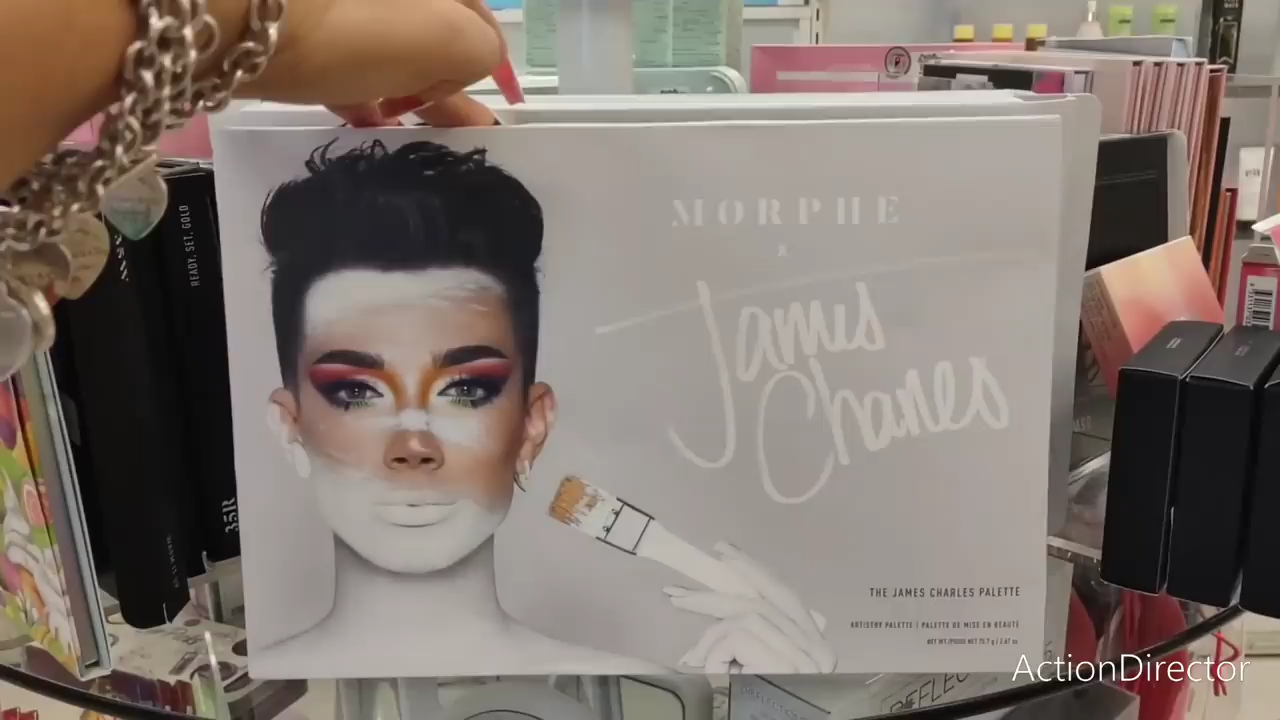 MORPHE
x
James
Charles
THE JAMES CHARLES PALETTE
ARTISTRY PALETTE | PALETTE DE MISE EN BEAUTÉ
READY, SET, GOLD
35R
ActionDirector